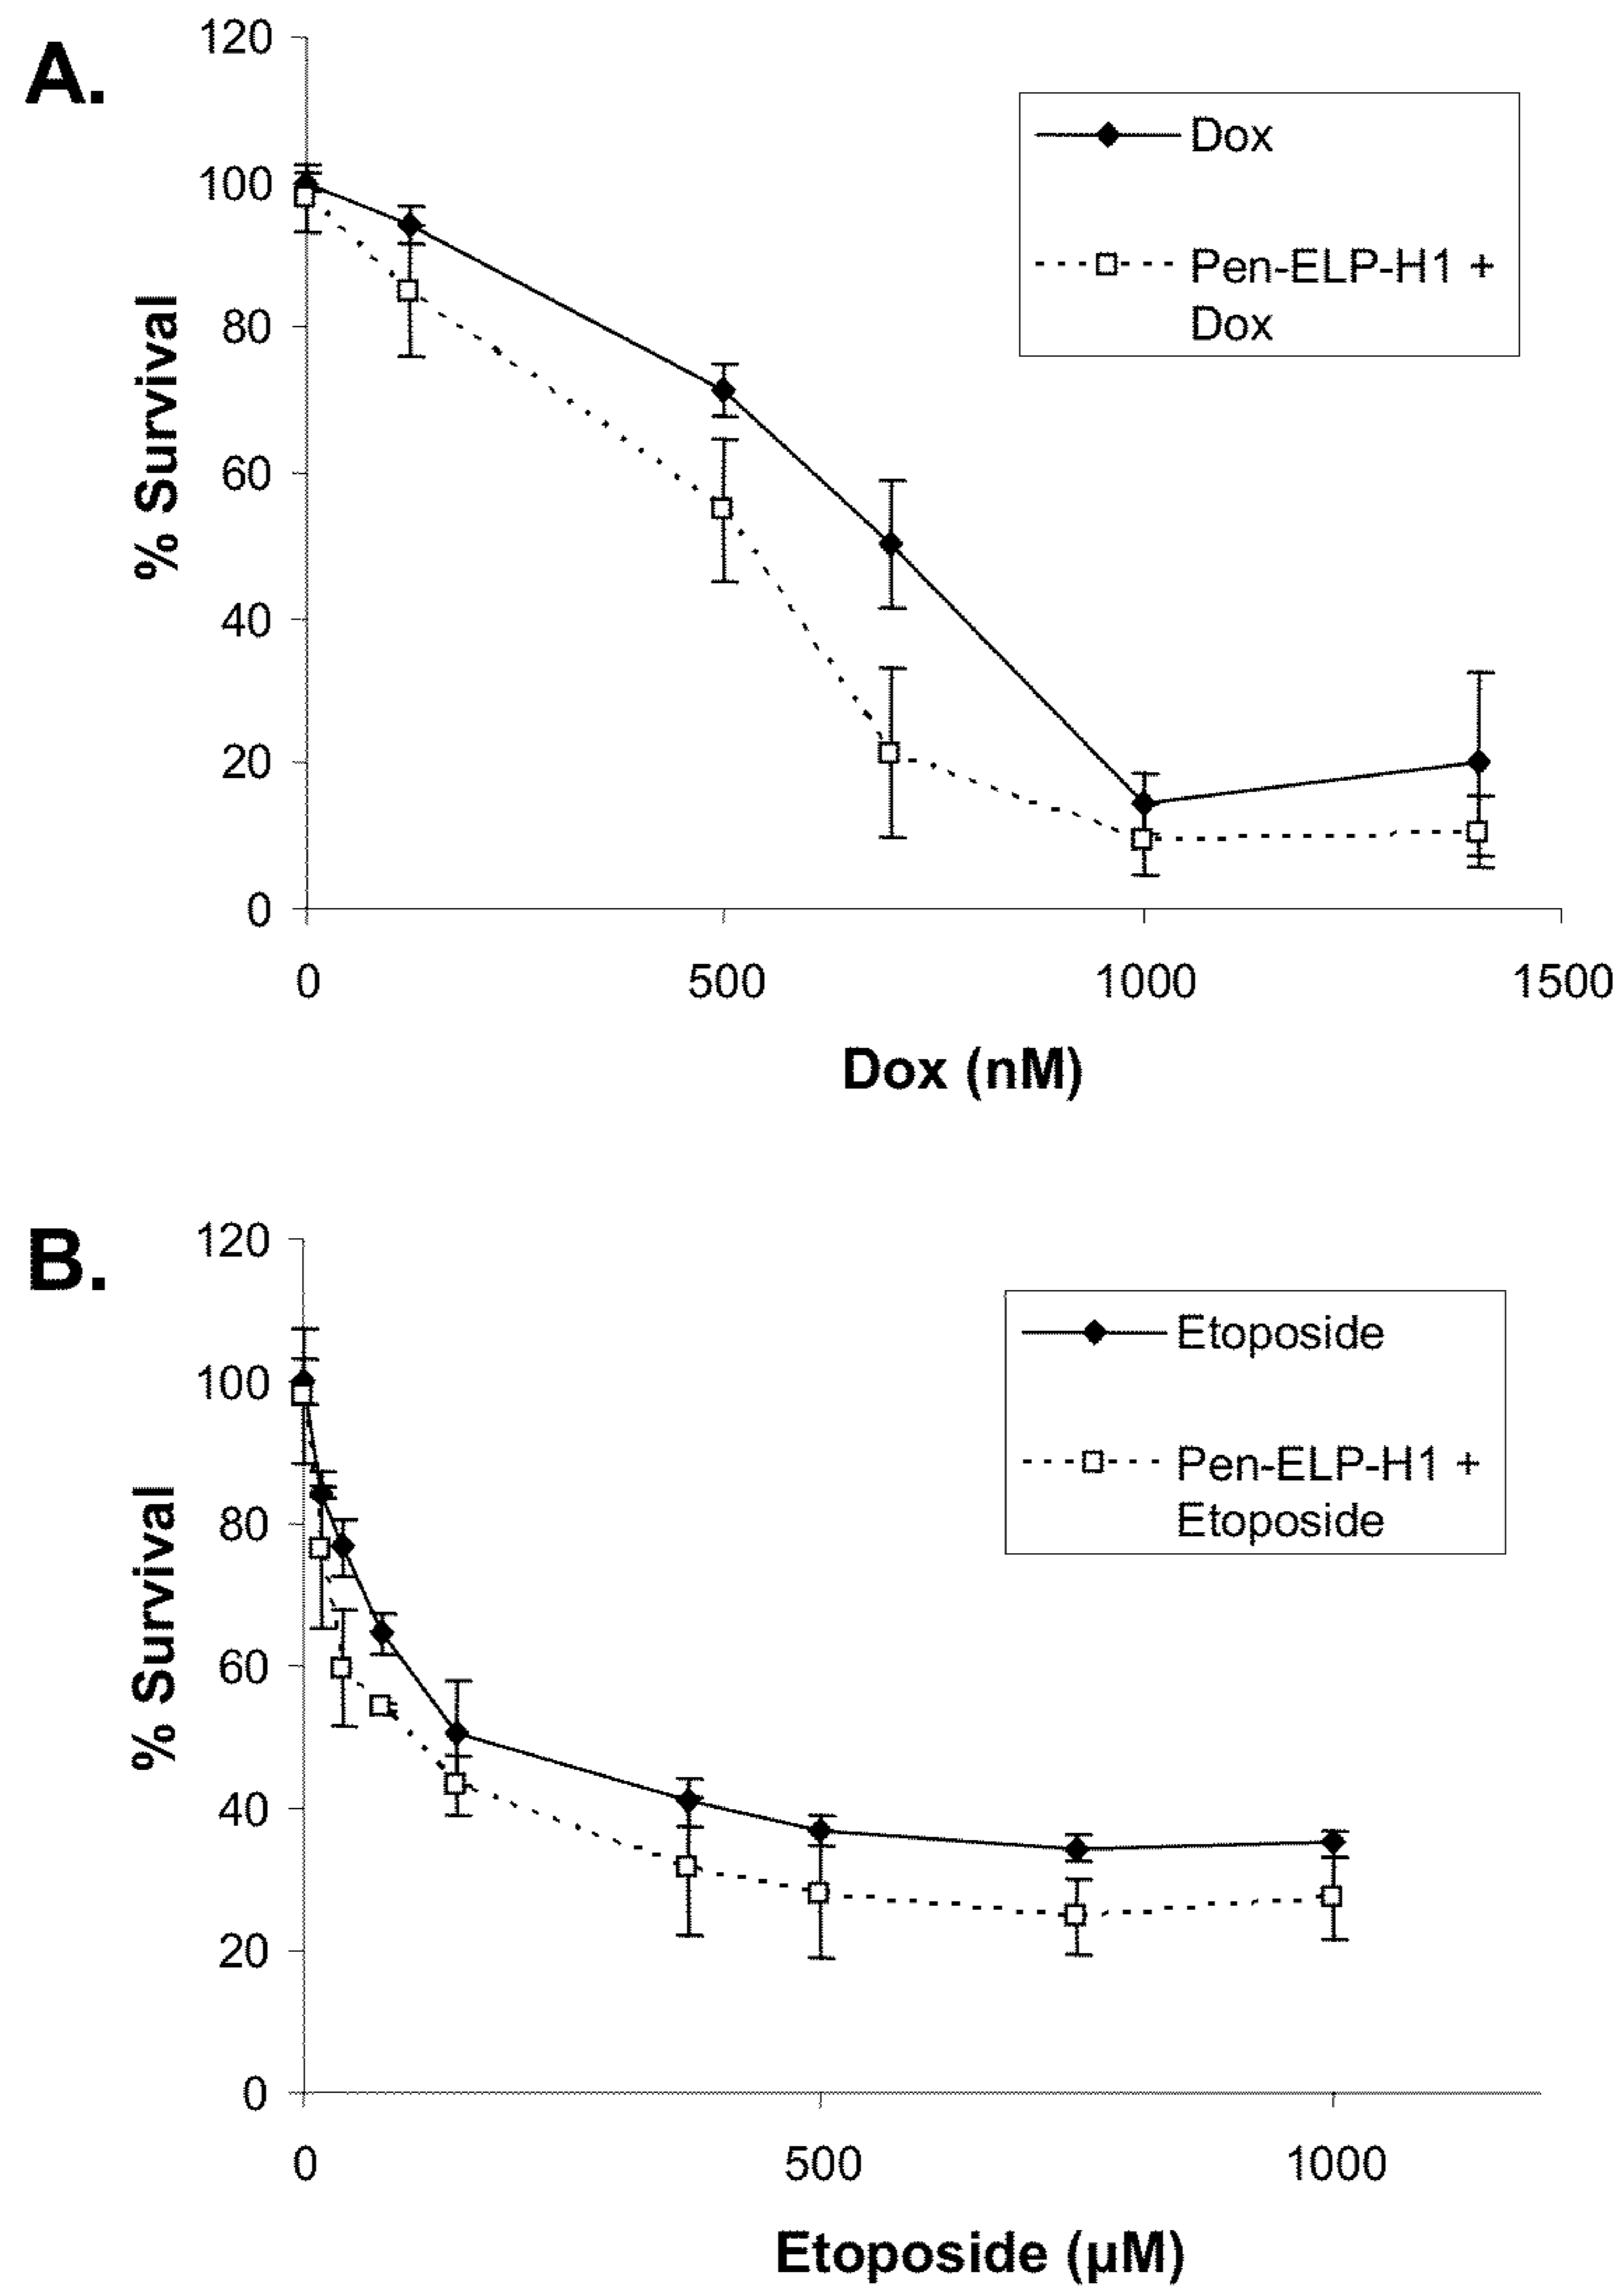 A.
120
100
80
60
40
20
0
% Survival
Dox
Pen-ELP-H1 +
Dox
0 500 1000 1500
Dox (nM)
B.
120
100
80
60
40
20
0
% Survival
Etoposide
Pen-ELP-H1 +
Etoposide
0 500 1000
Etoposide (µM)